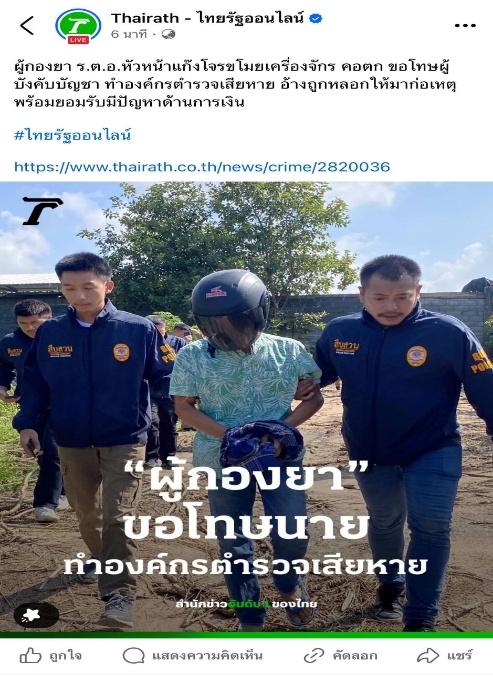 Thairath - ไทยรัฐออนไลน์
LIVE
6 นาที
ผู้กองยา ร.ต.อ.หัวหน้าแก๊งโจรขโมยเครื่องจักร คอตก ขอโทษผู้
บังคับบัญชา ทำองค์กรตำรวจเสียหาย อ้างถูกหลอกให้มาก่อเหตุ
พร้อมยอมรับมีปัญหาด้านการเงิน
#ไทยรัฐออนไลน์
https://www.thairath.co.th/news/crime/2820036
สืบสวน
สืบสวน
“ผู้กองยา”
ขอโทษนาย
ทำองค์กรตำรวจเสียหาย
สำนักข่าวอันดับ 1 ของไทย
ถูกใจ
แสดงความคิดเห็น
คัดลอก
แชร์